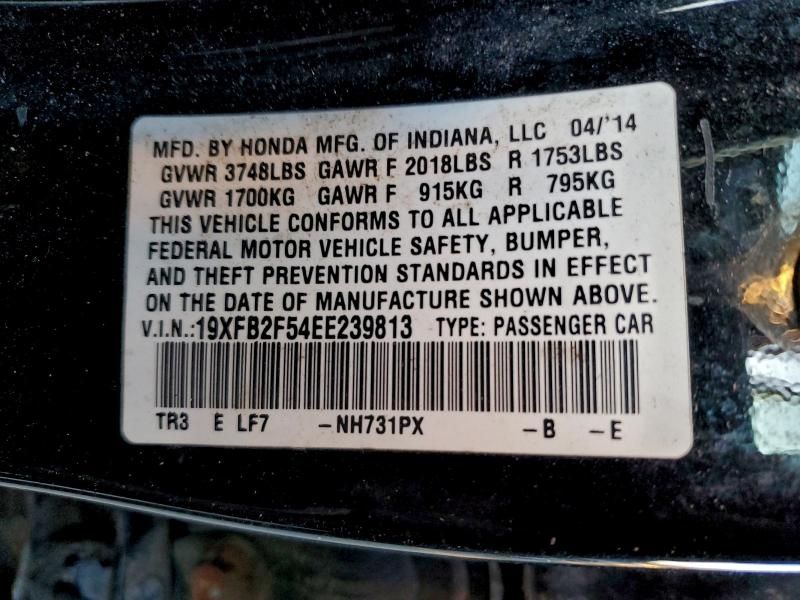 MFD. BY HONDA MFG. OF INDIANA, LLC 04/'14
GVWR 3748LBS GAWR F 2018LBS R 1753LBS
GVWR 1700KG GAWR F 915KG R 795KG
THIS VEHICLE CONFORMS TO ALL APPLICABLE
FEDERAL MOTOR VEHICLE SAFETY, BUMPER,
AND THEFT PREVENTION STANDARDS IN EFFECT
ON THE DATE OF MANUFACTURE SHOWN ABOVE.
V.I.N.:19XFB2F54EE239813 TYPE: PASSENGER CAR
TR3 E LF7 -NH731PX -B -E